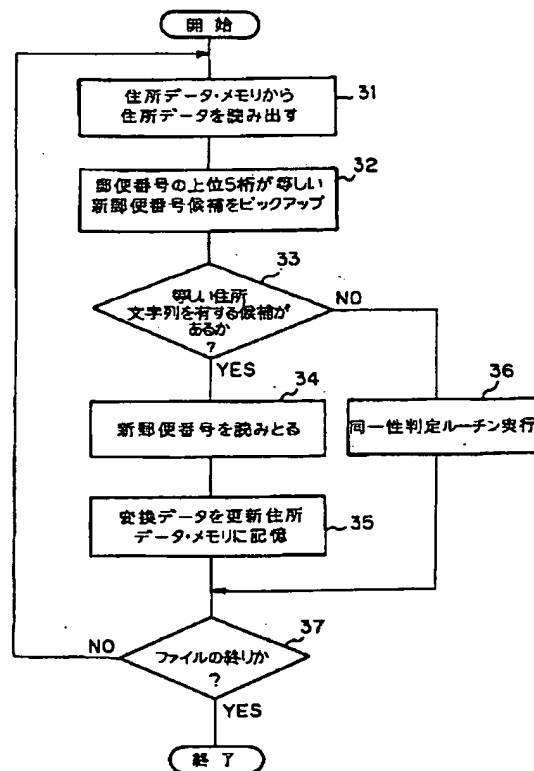 開始
住所データ・メモリから
住所データを読み出す
31
郵便番号の上位5桁が等しい
新郵便番号候補をピックアップ
32
33
等しい住所
文字列を有する候補が
あるか
?
NO
YES
34
新郵便番号を読みとる
36
同一性判定ルーチン実行
変換データを更新住所
データ・メモリに記憶
35
37
NO
ファイルの終りか
?
YES
終了